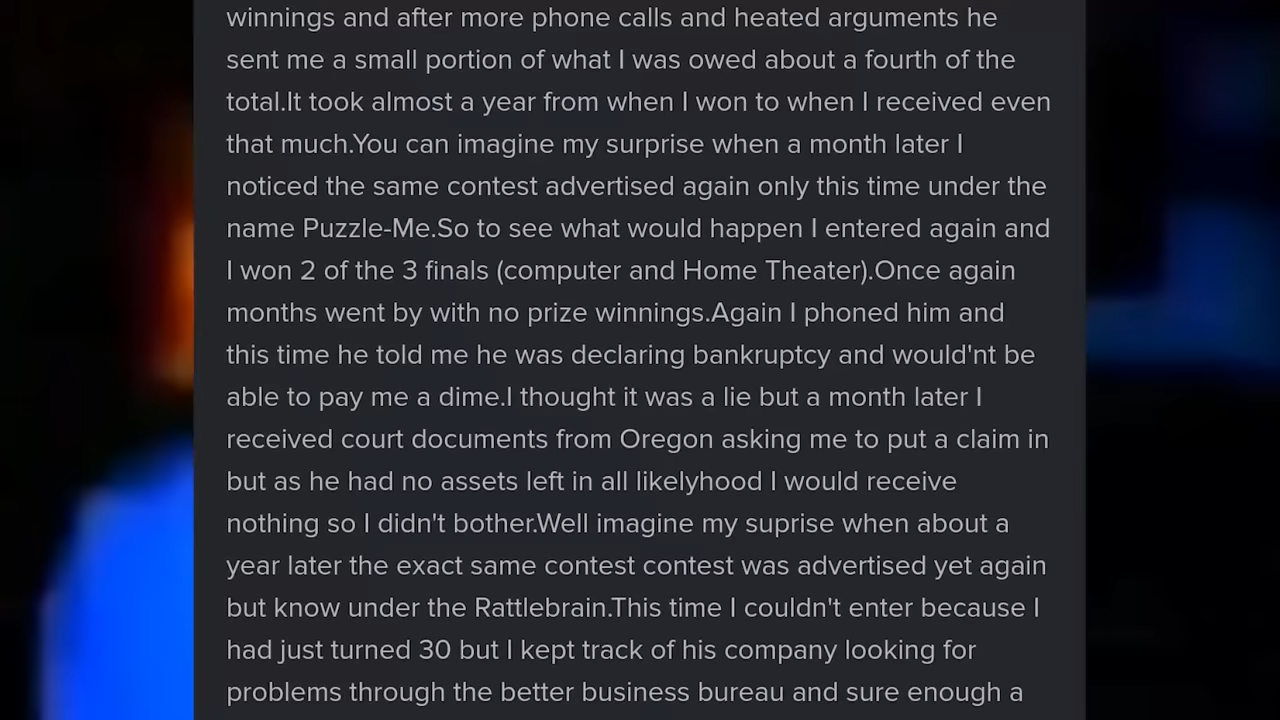 winnings and after more phone calls and heated arguments he
sent me a small portion of what I was owed about a fourth of the
total.It took almost a year from when I won to when I received even
that much.You can imagine my surprise when a month later I
noticed the same contest advertised again only this time under the
name Puzzle-Me.So to see what would happen I entered again and
I won 2 of the 3 finals (computer and Home Theater).Once again
months went by with no prize winnings.Again I phoned him and
this time he told me he was declaring bankruptcy and would'nt be
able to pay me a dime.I thought it was a lie but a month later I
received court documents from Oregon asking me to put a claim in
but as he had no assets left in all likelyhood I would receive
nothing so I didn't bother.Well imagine my suprise when about a
year later the exact same contest contest was advertised yet again
but know under the Rattlebrain.This time I couldn't enter because I
had just turned 30 but I kept track of his company looking for
problems through the better business bureau and sure enough a